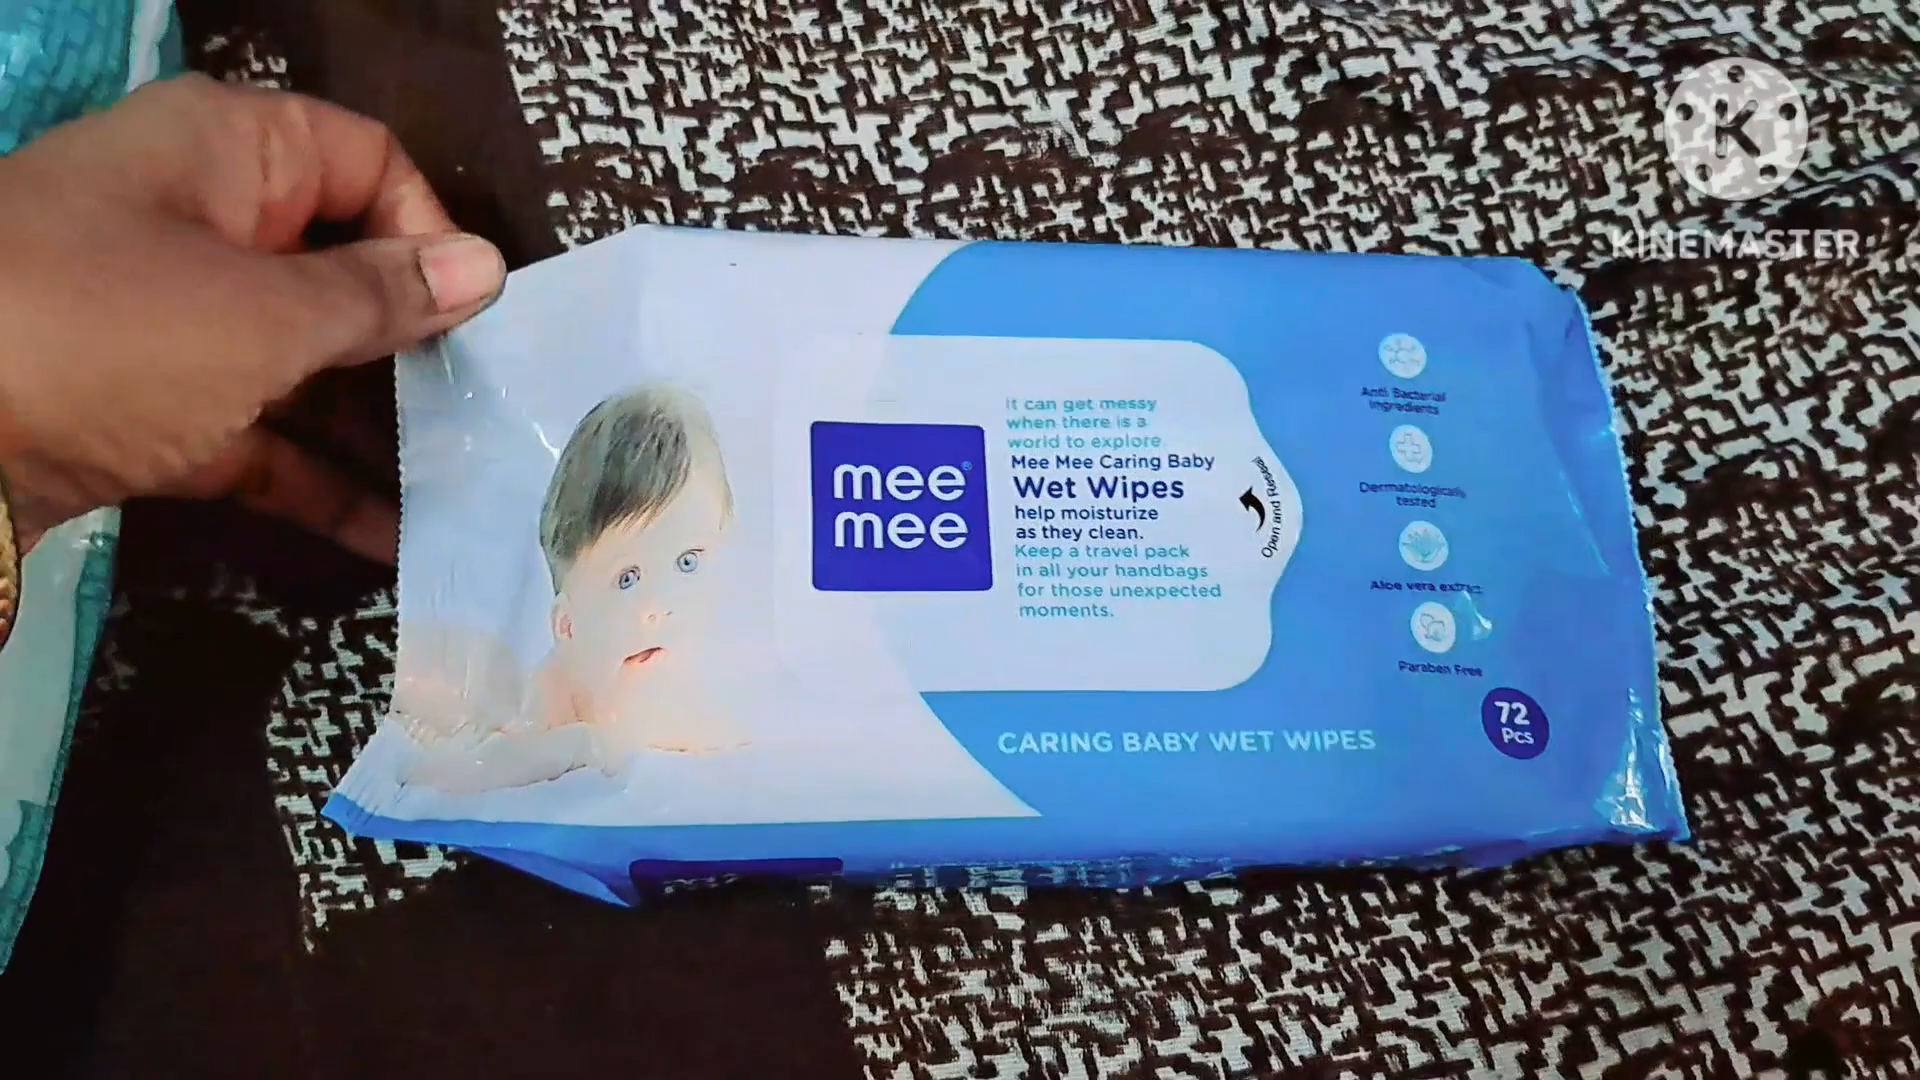 K
KINEMASTER
mee
mee
It can get messy
when there is a
world to explore.
Mee Mee Caring Baby
Wet Wipes
help moisturize
as they clean.
Keep a travel pack
in all your handbags
for those unexpected
moments.
Open and Reseal
Anti Bacterial
Ingredients
Dermatologically
tested
Aloe vera extract
Paraben Free
72
Pcs
CARING BABY WET WIPES